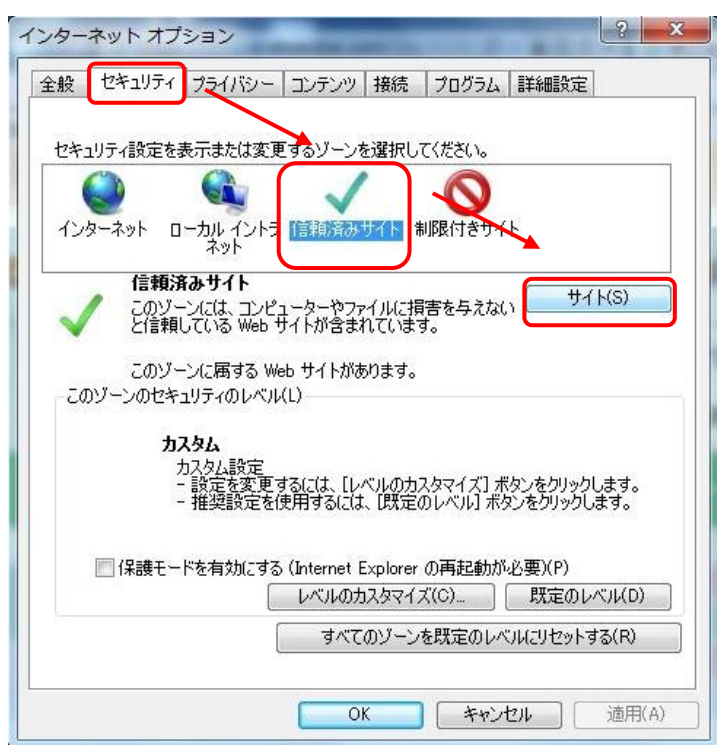 インターネット オプション
全般 セキュリティ プライバシー コンテンツ 接続 プログラム 詳細設定
セキュリティ設定を表示または変更するゾーンを選択してください。
インターネット
ローカル イントラ
ネット
信頼済みサイト
制限付きサイト
信頼済みサイト
このゾーンには、コンピューターやファイルに損害を与えない
と信頼している Web サイトが含まれています。
サイト(S)
このゾーンに属する Web サイトがあります。
このゾーンのセキュリティのレベル(L)
カスタム
カスタム設定
- 設定を変更するには、[レベルのカスタマイズ] ボタンをクリックします。
- 推奨設定を使用するには、[既定のレベル] ボタンをクリックします。
保護モードを有効にする (Internet Explorer の再起動が必要)(P)
レベルのカスタマイズ(C)... 既定のレベル(D)
すべてのゾーンを既定のレベルにリセットする(R)
OK キャンセル 適用(A)